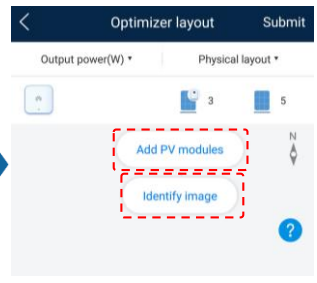 Optimizer layout Submit
Output power(W) Physical layout
3 5
N
Add PV modules
Identify image
?